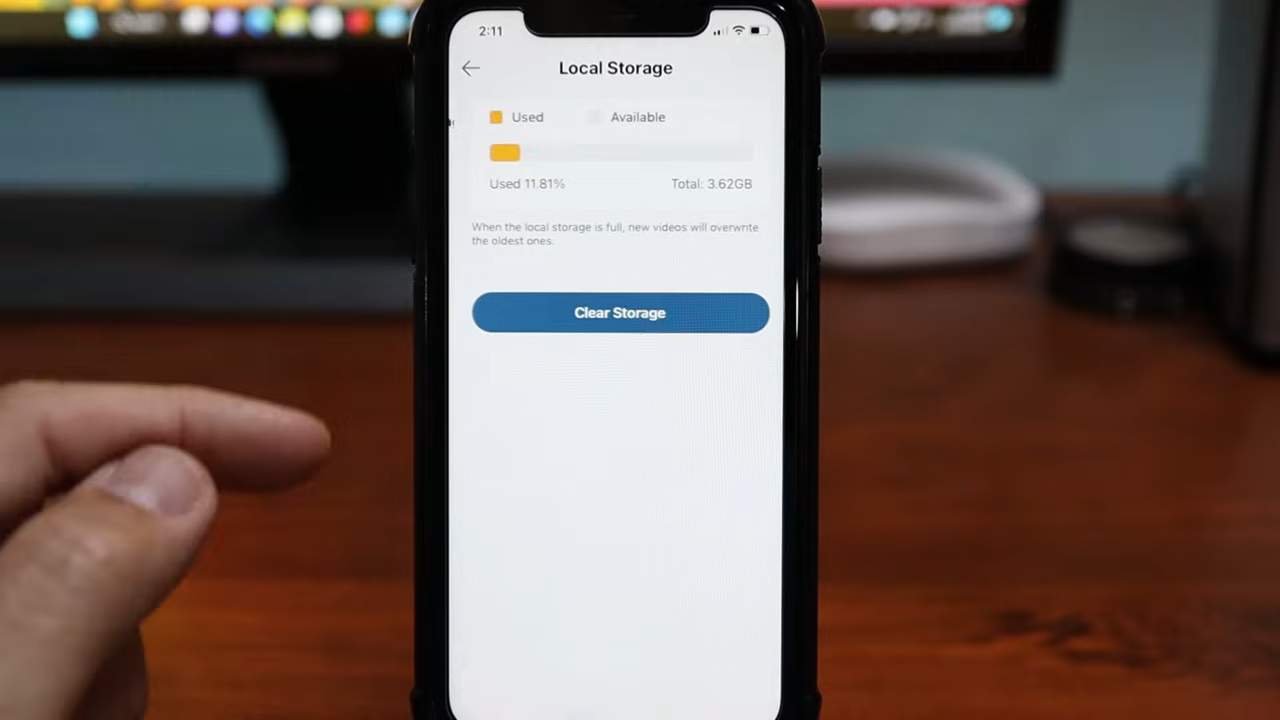 2:11
Local Storage
Used Available
Used 11.81% Total: 3.62GB
When the local storage is full, new videos will overwrite
the oldest ones.
Clear Storage